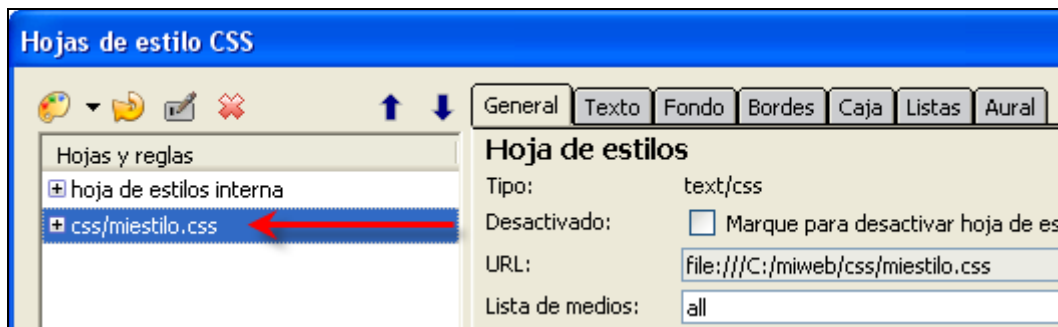 Hojas de estilo CSS
General Texto Fondo Bordes Caja Listas Aural
Hojas y reglas
hoja de estilos interna
css/miestilo.css
Hoja de estilos
Tipo: text/css
Desactivado: Marque para desactivar hoja de es
URL: file:///C:/miweb/css/miestilo.css
Lista de medios: all